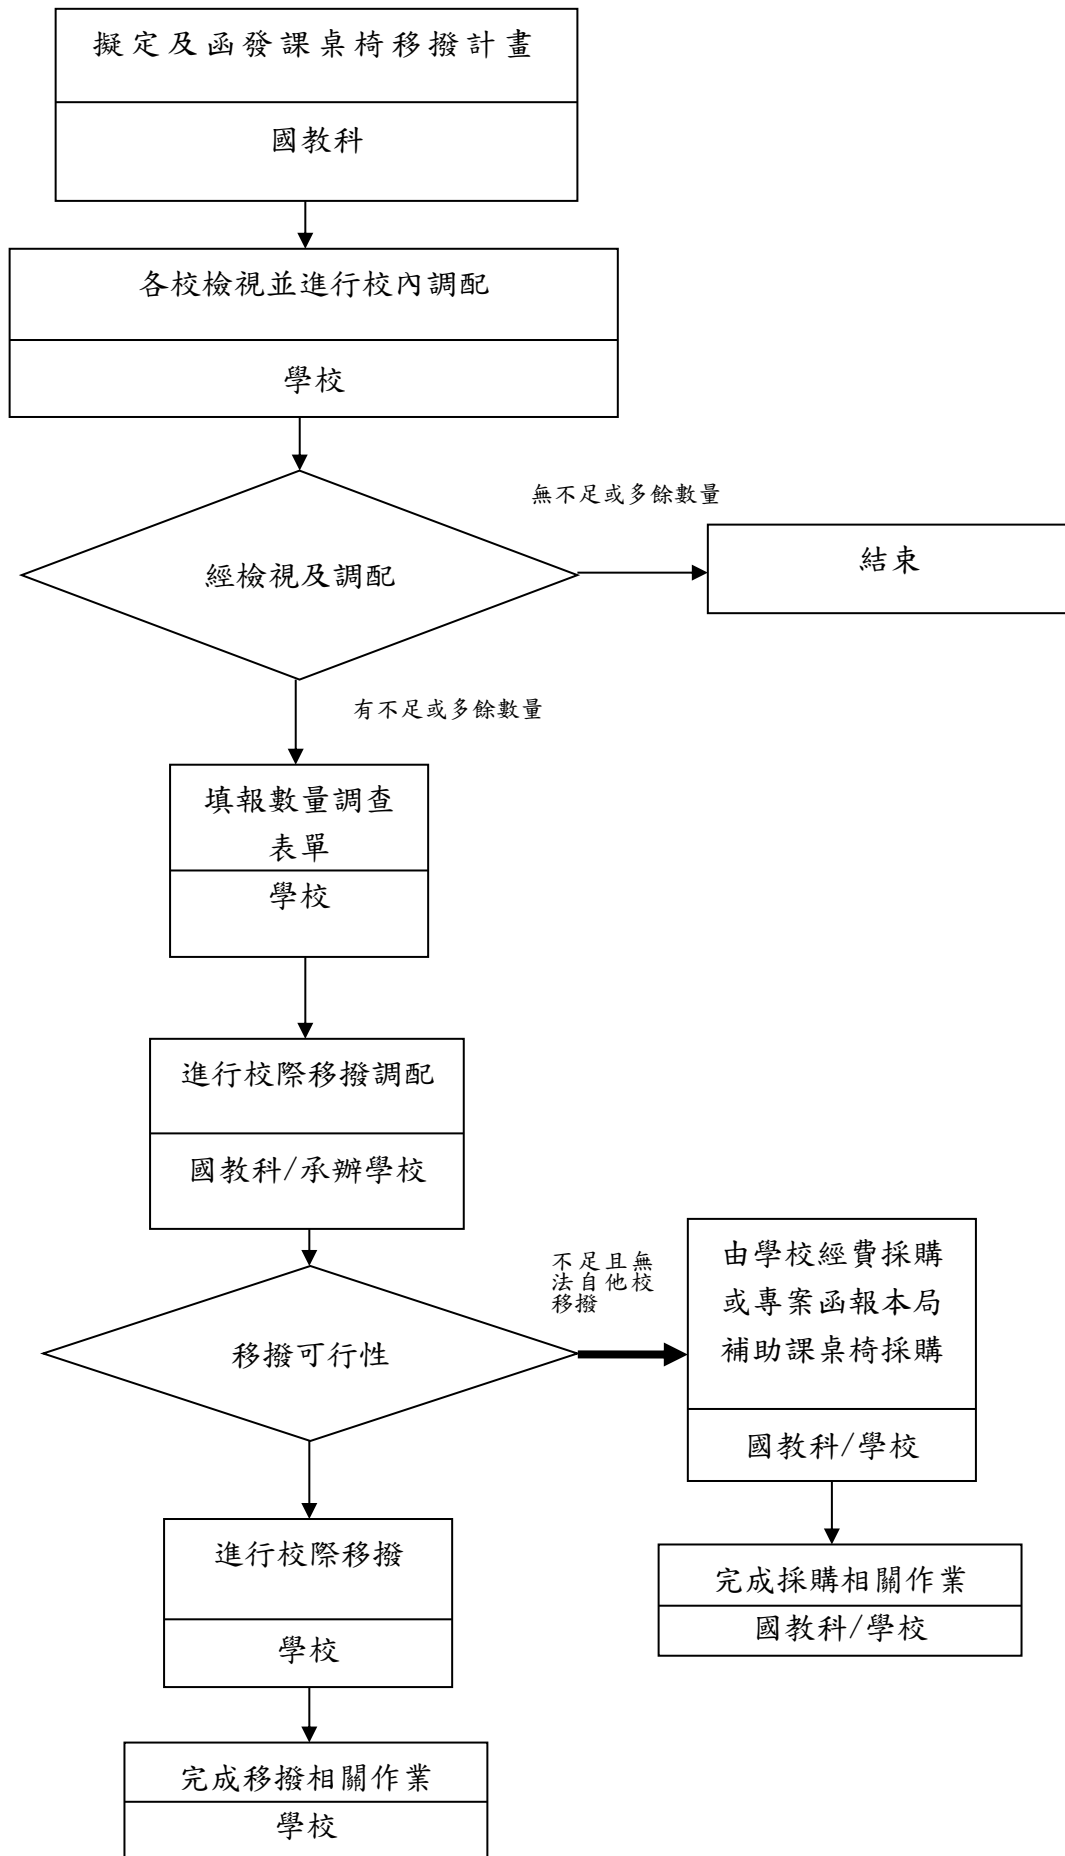 擬定及函發課桌椅移撥計畫
國教科
各校檢視並進行校內調配
學校
無不足或多餘數量
經檢視及調配
結束
有不足或多餘數量
填報數量調查
表單
學校
進行校際移撥調配
國教科/承辦學校
不足且無
法自他校
移撥
移撥可行性
由學校經費採購
或專案函報本局
補助課桌椅採購
國教科/學校
進行校際移撥
學校
完成採購相關作業
國教科/學校
完成移撥相關作業
學校